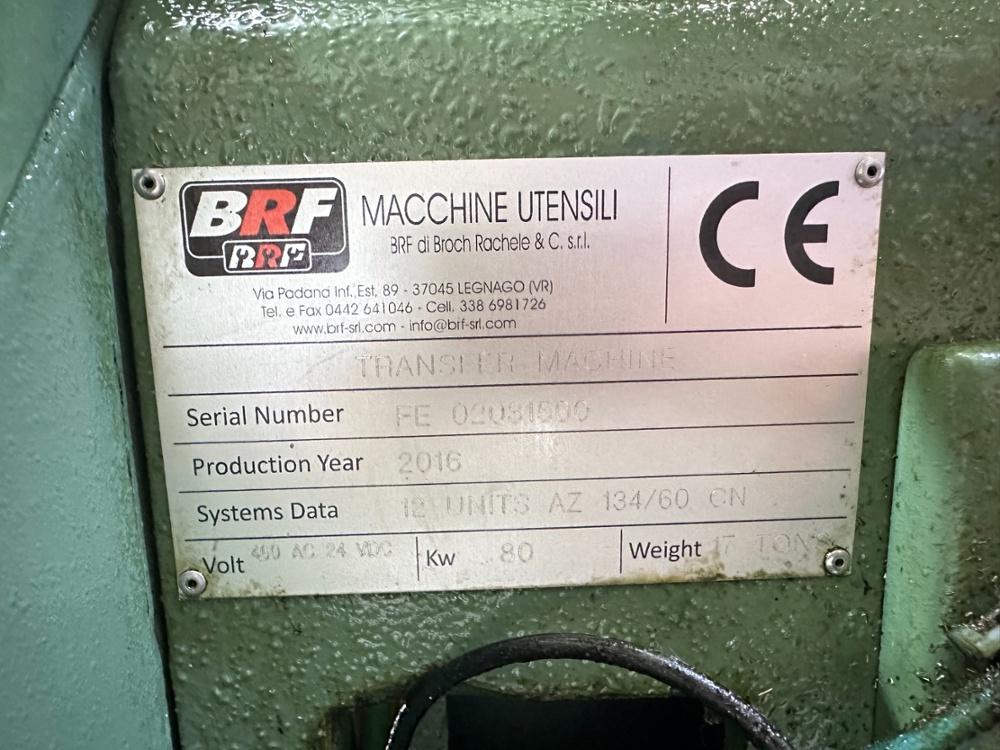 BRF
BRF
MACCHINE UTENSILI
BRF di Broch Rachele & C. s.r.l.
Via Padana Inf. Est, 89 - 37045 LEGNAGO (VR)
Tel. e Fax 0442 641046 - Cell. 338 6981726
www.brf-srl.com - info@brf-srl.com
CE
TRANSFER MACHINE
Serial Number FE 02031500
Production Year 2016
Systems Data 12 UNITS AZ 134/60 CN
Volt 400 AC 24 VDC Kw 80 Weight 17 TONS